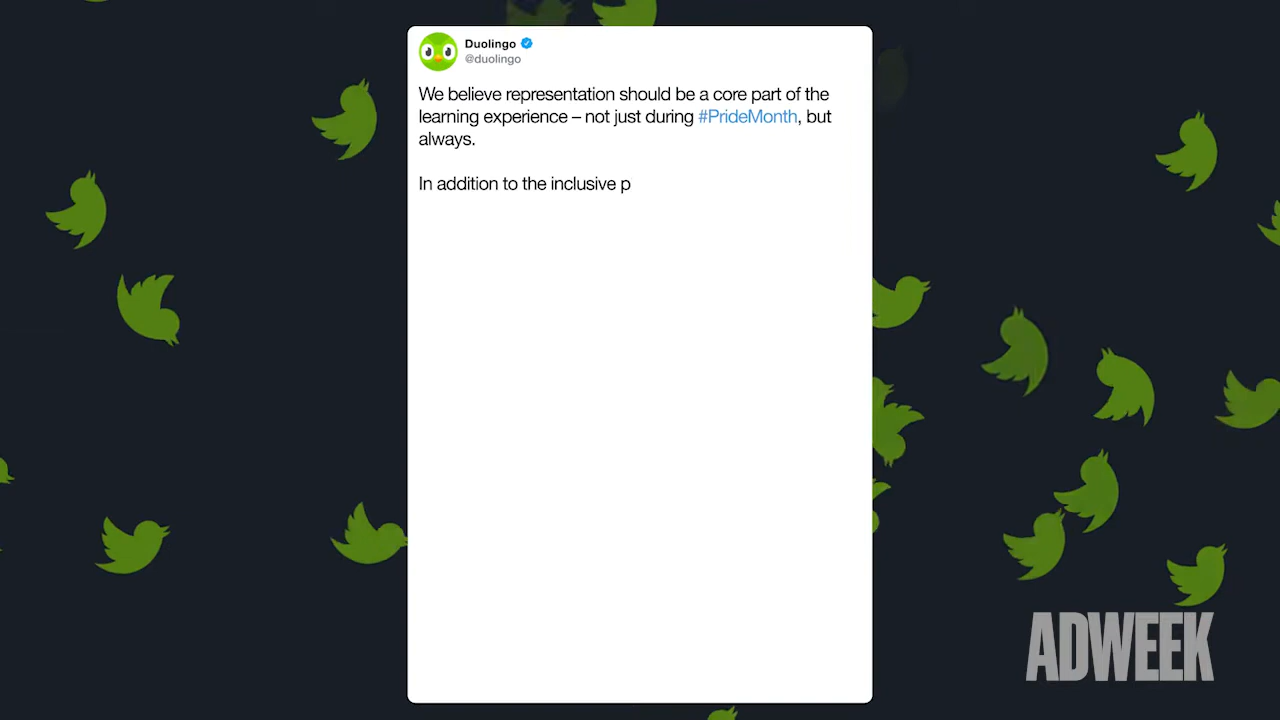 Duolingo
@duolingo
We believe representation should be a core part of the
learning experience – not just during #PrideMonth, but
always.
In addition to the inclusive p
ADWEEK